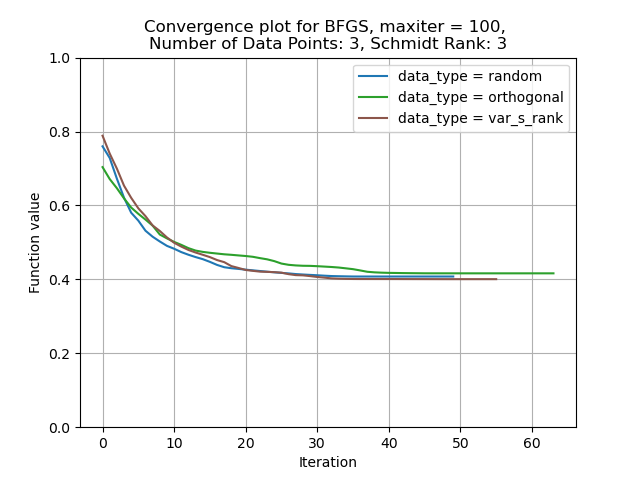 Convergence plot for BFGS, maxiter = 100,
Number of Data Points: 3, Schmidt Rank: 3
data_type = random
data_type = orthogonal
data_type = var_s_rank
Function value
1.0
0.8
0.6
0.4
0.2
0.0
0 10 20 30 40 50 60
Iteration